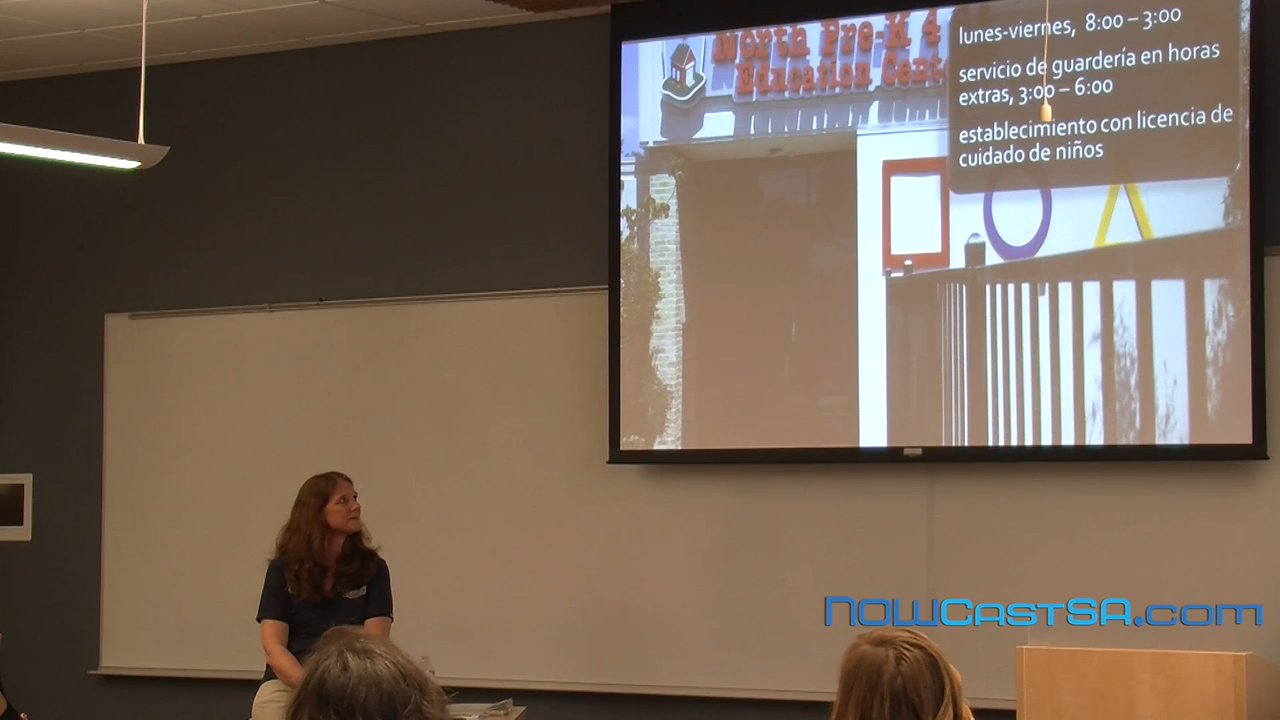 North Pre-K 4
Education
lunes-viernes, 8:00 – 3:00
servicio de guardería en horas
extras, 3:00 – 6:00
establecimiento con licencia de
cuidado de niños
NOWCastSA.com